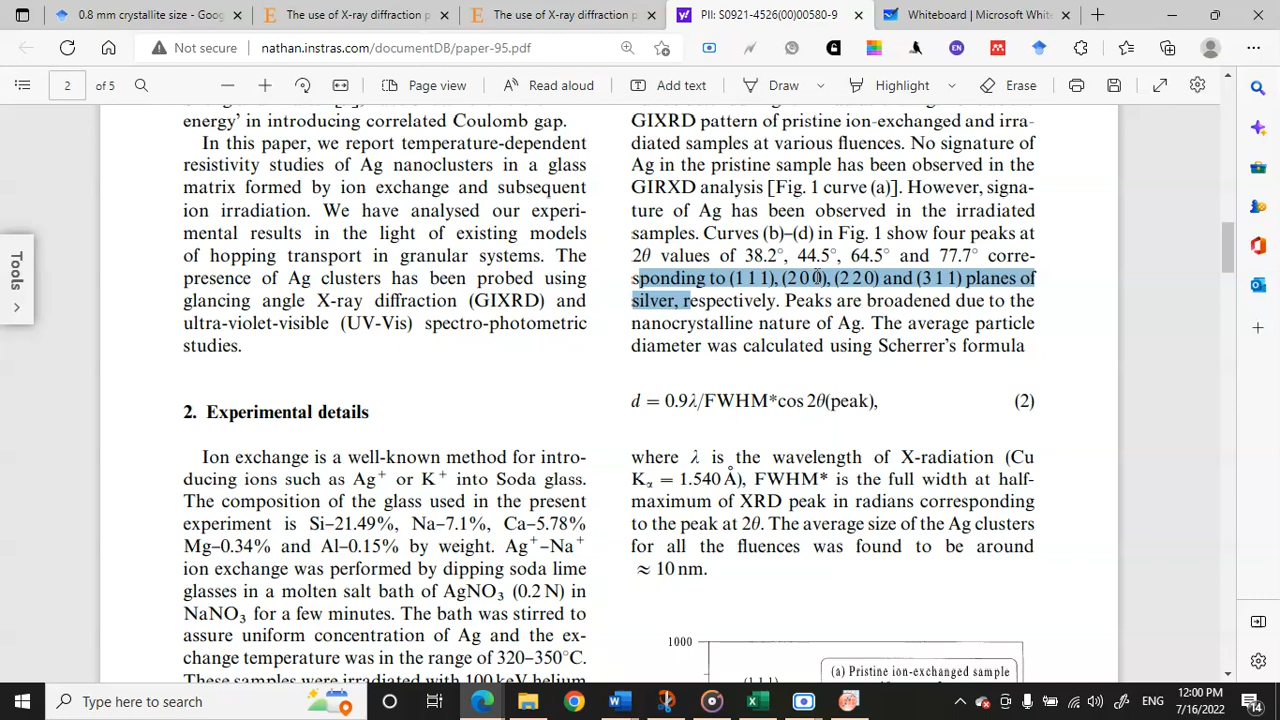 0.8 mm crystallite size - Goog
The use of X-ray diffraction p
The use of X-ray diffraction p
PII: S0921-4526(00)00580-9
Whiteboard | Microsoft Whit
Not secure
nathan.instras.com/documentDB/paper-95.pdf
EN
2
of 5
Page view
Read aloud
Add text
Draw
Highlight
Erase
Tools
energy' in introducing correlated Coulomb gap.
In this paper, we report temperature-dependent
resistivity studies of Ag nanoclusters in a glass
matrix formed by ion exchange and subsequent
ion irradiation. We have analysed our experi-
mental results in the light of existing models
of hopping transport in granular systems. The
presence of Ag clusters has been probed using
glancing angle X-ray diffraction (GIXRD) and
ultra-violet-visible (UV-Vis) spectro-photometric
studies.
2. Experimental details
Ion exchange is a well-known method for intro-
ducing ions such as Ag⁺ or K⁺ into Soda glass.
The composition of the glass used in the present
experiment is Si–21.49%, Na–7.1%, Ca–5.78%
Mg–0.34% and Al–0.15% by weight. Ag⁺–Na⁺
ion exchange was performed by dipping soda lime
glasses in a molten salt bath of AgNO₃ (0.2 N) in
NaNO₃ for a few minutes. The bath was stirred to
assure uniform concentration of Ag and the ex-
change temperature was in the range of 320–350°C.
These samples were irradiated with 100 keV helium
GIXRD pattern of pristine ion-exchanged and irra-
diated samples at various fluences. No signature of
Ag in the pristine sample has been observed in the
GIRXD analysis [Fig. 1 curve (a)]. However, signa-
ture of Ag has been observed in the irradiated
samples. Curves (b)–(d) in Fig. 1 show four peaks at
2θ values of 38.2°, 44.5°, 64.5° and 77.7° corre-
sponding to (1 1 1), (2 0 0), (2 2 0) and (3 1 1) planes of
silver, respectively. Peaks are broadened due to the
nanocrystalline nature of Ag. The average particle
diameter was calculated using Scherrer's formula
d = 0.9λ/FWHM*cos 2θ(peak), (2)
where λ is the wavelength of X-radiation (Cu
Kα = 1.540 Å), FWHM* is the full width at half-
maximum of XRD peak in radians corresponding
to the peak at 2θ. The average size of the Ag clusters
for all the fluences was found to be around
≈ 10 nm.
1000
(a) Pristine ion-exchanged sample
Type here to search
ENG
12:00 PM
7/16/2022
14